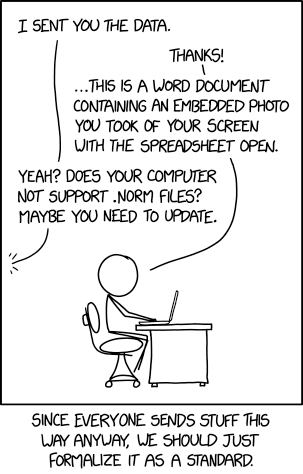 I SENT YOU THE DATA.
THANKS!
...THIS IS A WORD DOCUMENT
CONTAINING AN EMBEDDED PHOTO
YOU TOOK OF YOUR SCREEN
WITH THE SPREADSHEET OPEN.
YEAH? DOES YOUR COMPUTER
NOT SUPPORT .NORM FILES?
MAYBE YOU NEED TO UPDATE.
SINCE EVERYONE SENDS STUFF THIS
WAY ANYWAY, WE SHOULD JUST
FORMALIZE IT AS A STANDARD.